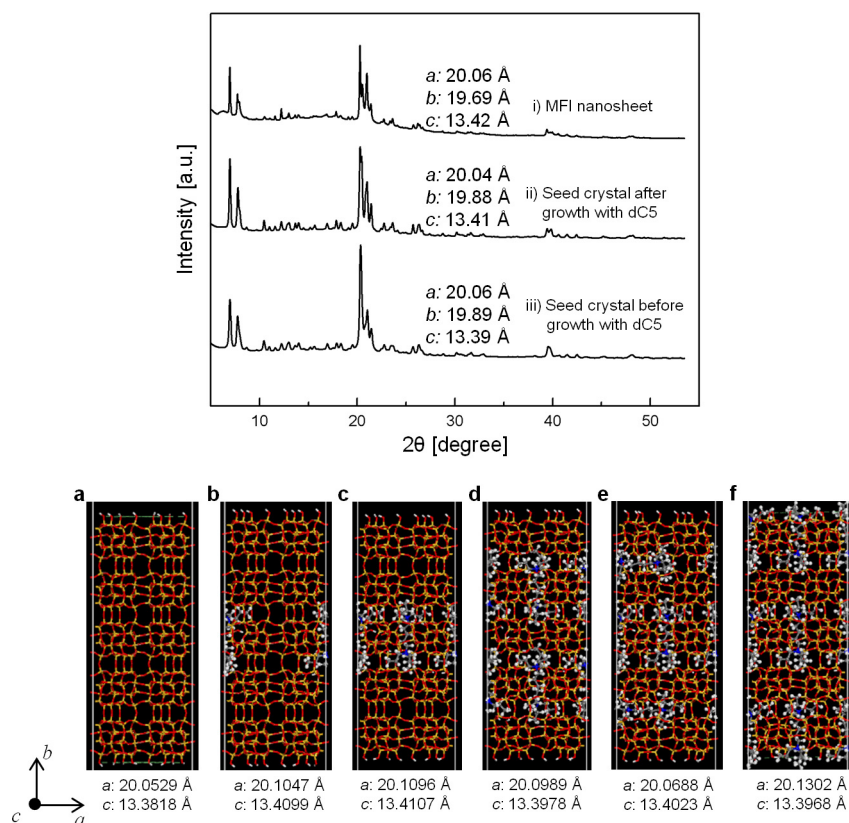 Intensity [a.u.]
a: 20.06 Å
b: 19.69 Å
c: 13.42 Å
i) MFI nanosheet
a: 20.04 Å
b: 19.88 Å
c: 13.41 Å
ii) Seed crystal after
growth with dC5
a: 20.06 Å
b: 19.89 Å
c: 13.39 Å
iii) Seed crystal before
growth with dC5
10 20 30 40 50
2θ [degree]
a b c d e f
b
c a
a: 20.0529 Å
c: 13.3818 Å
a: 20.1047 Å
c: 13.4099 Å
a: 20.1096 Å
c: 13.4107 Å
a: 20.0989 Å
c: 13.3978 Å
a: 20.0688 Å
c: 13.4023 Å
a: 20.1302 Å
c: 13.3968 Å